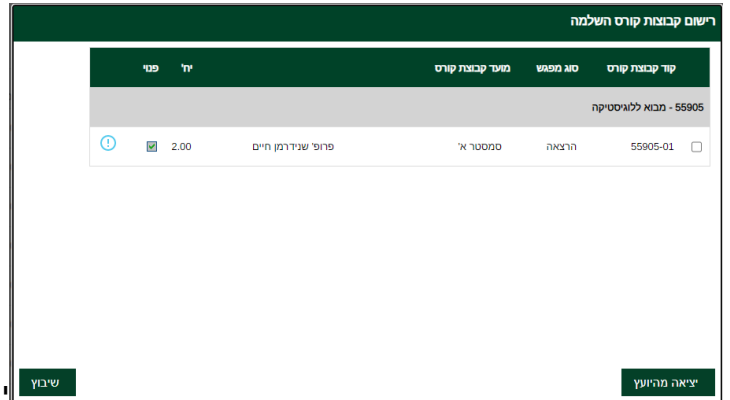 רישום קבוצות קורס השלמה
קוד קבוצת קורס סוג מפגש מועד קבוצת קורס יח' פנוי
55905 - מבוא ללוגיסטיקה
55905-01 הרצאה סמסטר א' פרופ' שנידרמן חיים 2.00
יציאה מהיועץ שיבוץ